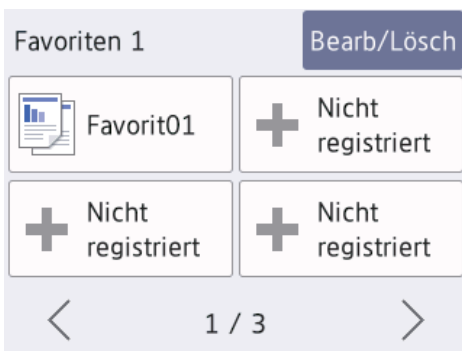 Favoriten 1
Bearb/Lösch
Favorit01
Nicht
registriert
Nicht
registriert
Nicht
registriert
1 / 3